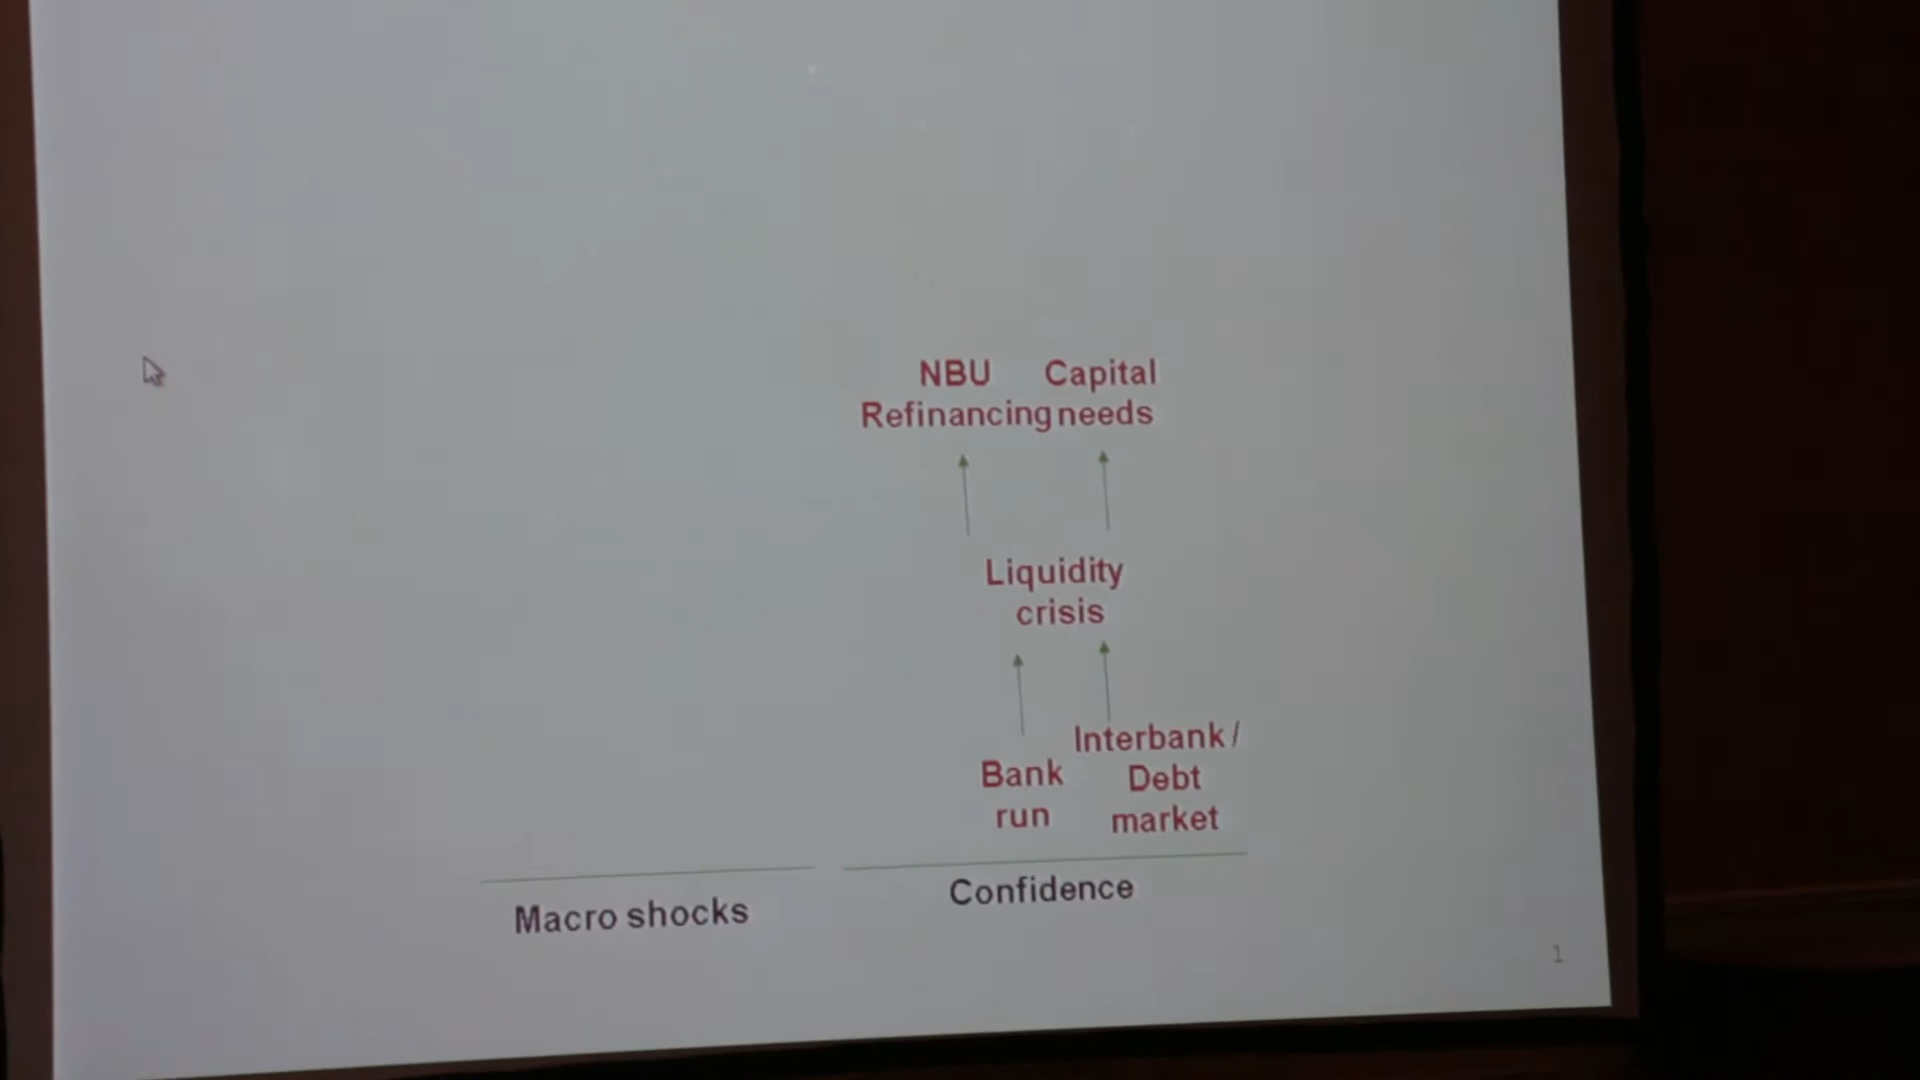 NBU
Refinancing
Capital
needs
Liquidity
crisis
Bank
run
Interbank /
Debt
market
Macro shocks
Confidence
1